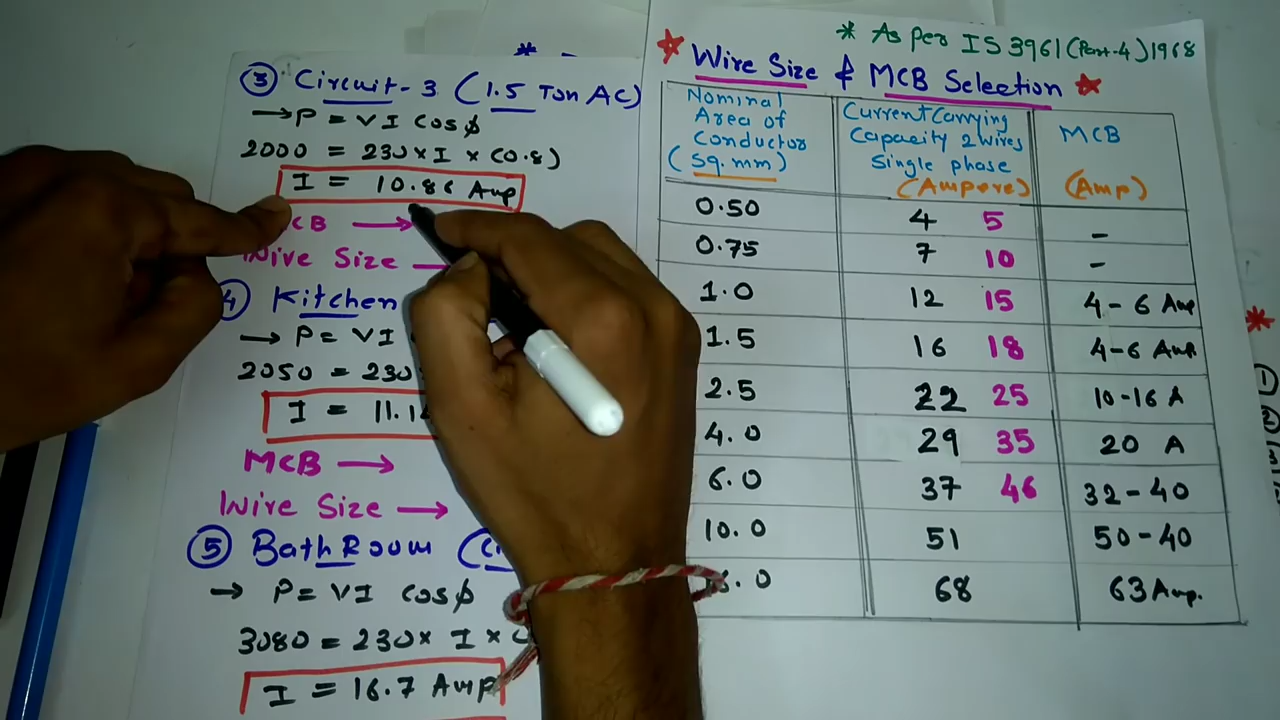 ③ Circuit-3 (1.5 Ton AC)
→ P = VI cosϕ
2000 = 230 × I × (0.8)
I = 10.86 Amp
CB →
Wire Size →
④ Kitchen
→ P = VI
2050 = 230
I = 11.14
MCB →
Wire Size →
⑤ BathRoom
→ P = VI cosϕ
3080 = 230 × I ×
I = 16.7 Amp
* As per IS 3961 (Part-4) 1968
★ Wire Size & MCB Selection ★
Nominal Area of Conductor (Sq.mm) | Current Carrying Capacity 2 Wires Single phase (Ampere) | MCB (Amp)
0.50 4 5 -
0.75 7 10 -
1.0 12 15 4-6 Amp
1.5 16 18 4-6 Amp
2.5 22 25 10-16 A
4.0 29 35 20 A
6.0 37 46 32-40
10.0 51 50-40
.0 68 63 Amp.
①
②